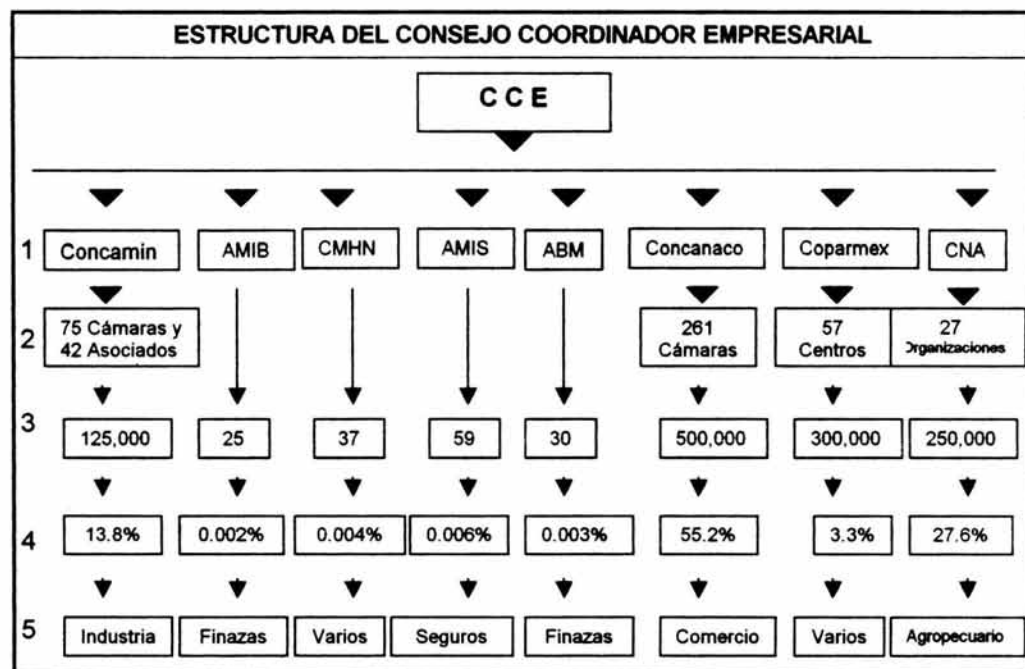 ESTRUCTURA DEL CONSEJO COORDINADOR EMPRESARIAL
C C E
1 Concamin AMIB CMHN AMIS ABM Concanaco Coparmex CNA
2 75 Cámaras y 42 Asociados 261 Cámaras 57 Centros 27 Organizaciones
3 125,000 25 37 59 30 500,000 300,000 250,000
4 13.8% 0.002% 0.004% 0.006% 0.003% 55.2% 3.3% 27.6%
5 Industria Finazas Varios Seguros Finazas Comercio Varios Agropecuario